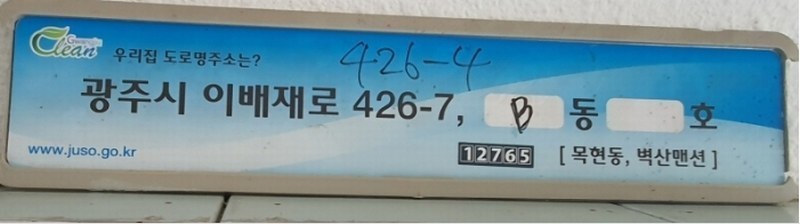 Clean Gwangju
우리집 도로명주소는?
426-4
광주시 이배재로 426-7, B 동 호
www.juso.go.kr 12765 [ 목현동, 벽산맨션 ]